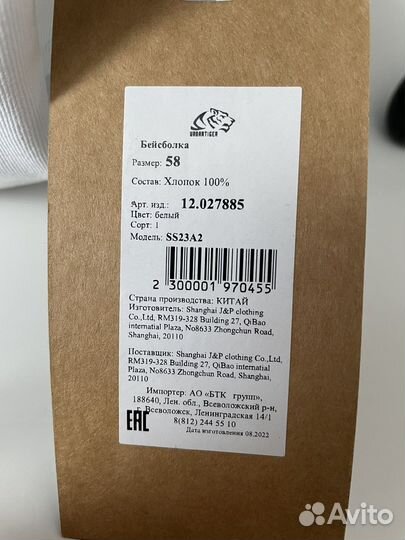 URBANTIGER
Бейсболка
Размер: 58
Состав: Хлопок 100%
Арт. изд.: 12.027885
Цвет: белый
Сорт: 1
Модель: SS23A2
2 300001 970455
Страна производства: КИТАЙ
Изготовитель: Shanghai J&P clothing
Co.,Ltd, RM319-328 Building 27, QiBao
internatial Plaza, No8633 Zhongchun Road,
Shanghai, 20110
Поставщик: Shanghai J&P clothing Co.,Ltd,
RM319-328 Building 27, QiBao internatial
Plaza, No8633 Zhongchun Road, Shanghai,
20110
Импортер: АО «БТК групп»,
188640, Лен. обл., Всеволожский р-н,
г. Всеволожск, Ленинградская 14/1
8(812) 244 55 10
Дата изготовления 08.2022
EAC
Avito